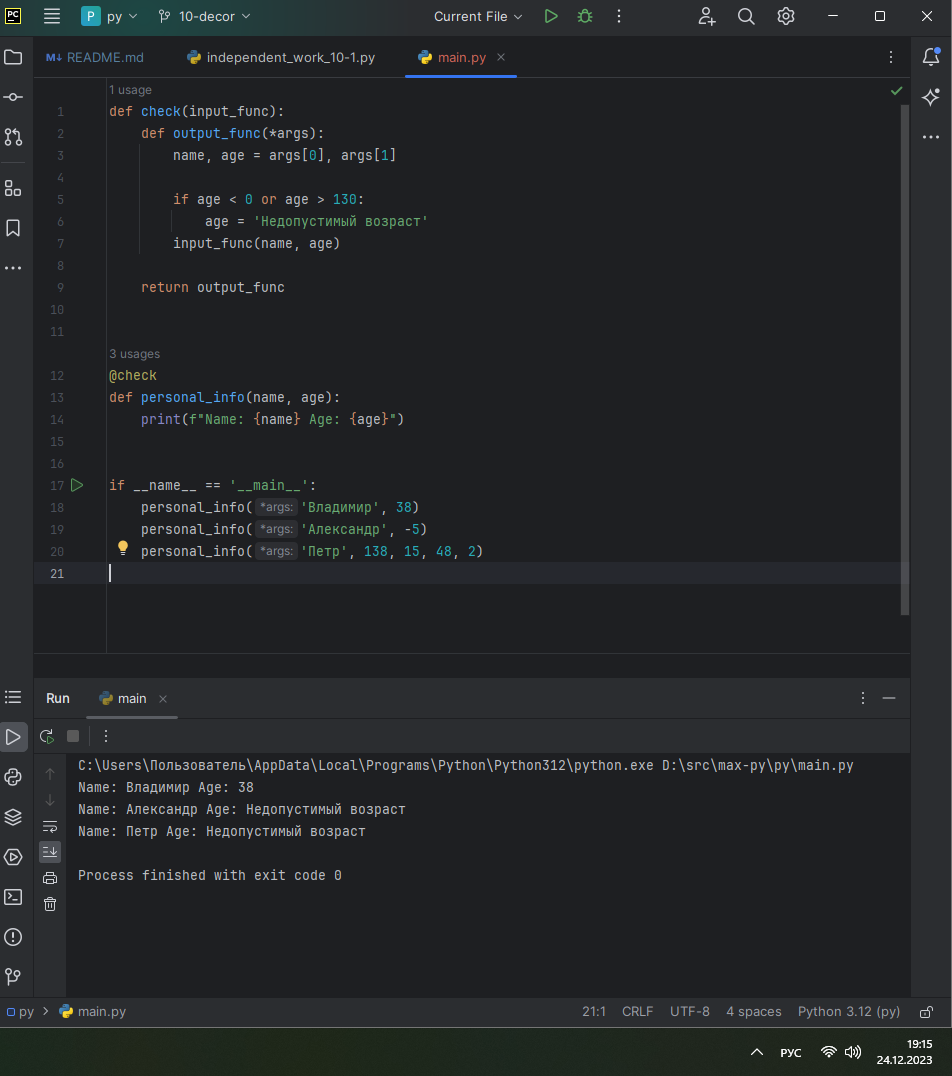 PC P py 10-decor Current File
README.md independent_work_10-1.py main.py
1 usage
1 def check(input_func):
2 def output_func(*args):
3 name, age = args[0], args[1]
4
5 if age < 0 or age > 130:
6 age = 'Недопустимый возраст'
7 input_func(name, age)
8
9 return output_func
10
11
3 usages
12 @check
13 def personal_info(name, age):
14 print(f"Name: {name} Age: {age}")
15
16
17 if __name__ == '__main__':
18 personal_info( *args: 'Владимир', 38)
19 personal_info( *args: 'Александр', -5)
20 personal_info( *args: 'Петр', 138, 15, 48, 2)
21
Run main
C:\Users\Пользователь\AppData\Local\Programs\Python\Python312\python.exe D:\src\max-py\py\main.py
Name: Владимир Age: 38
Name: Александр Age: Недопустимый возраст
Name: Петр Age: Недопустимый возраст
Process finished with exit code 0
py main.py 21:1 CRLF UTF-8 4 spaces Python 3.12 (py)
РУС 19:15
24.12.2023